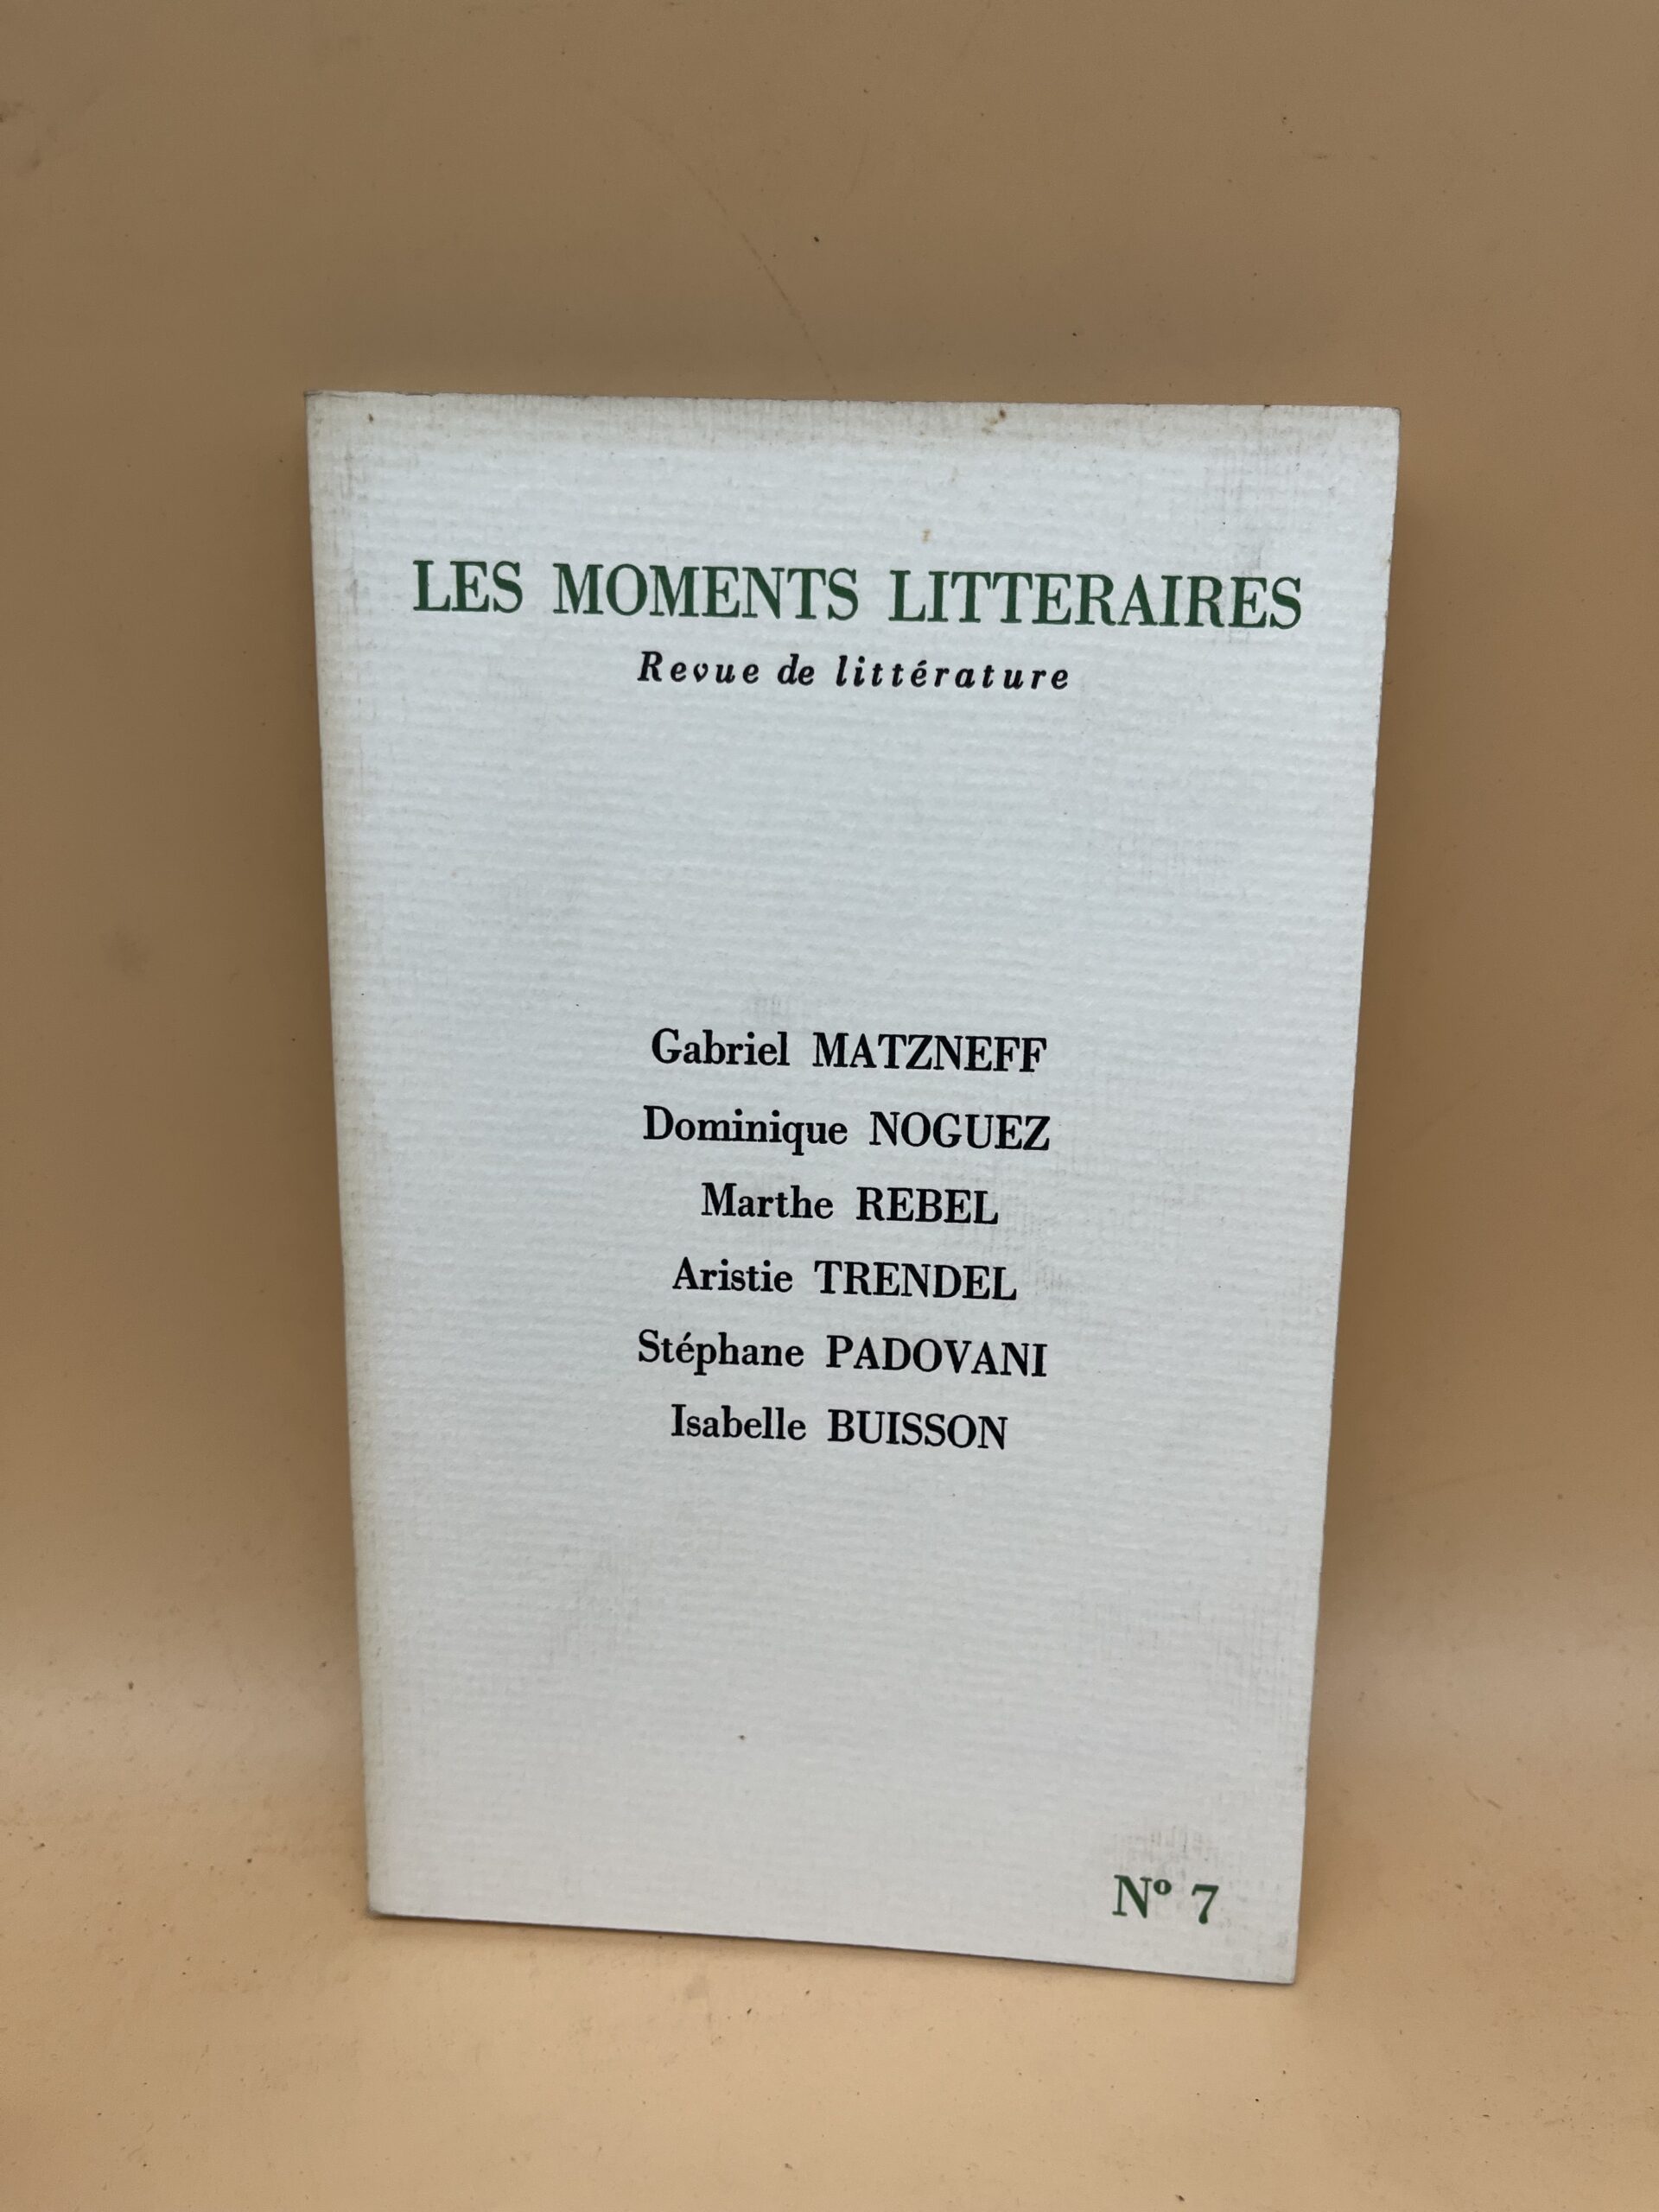 LES MOMENTS LITTERAIRES
Revue de littérature
Gabriel MATZNEFF
Dominique NOGUEZ
Marthe REBEL
Aristie TRENDEL
Stéphane PADOVANI
Isabelle BUISSON
Nº 7